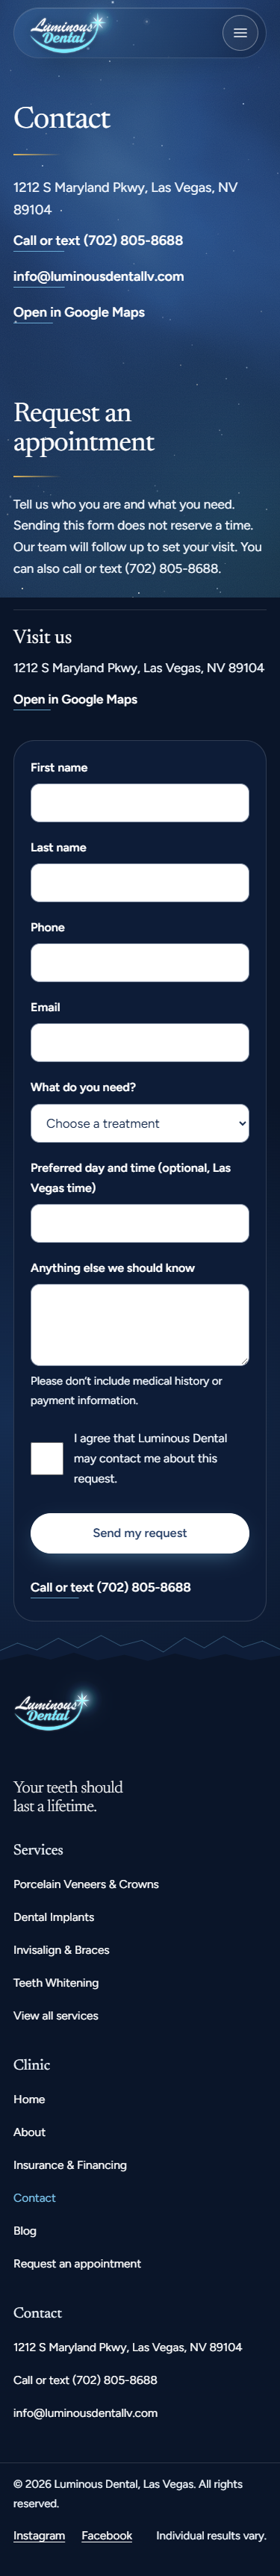 Luminous
Dental
Contact
1212 S Maryland Pkwy, Las Vegas, NV
89104 ·
Call or text (702) 805-8688
info@luminousdentallv.com
Open in Google Maps
Request an
appointment
Tell us who you are and what you need.
Sending this form does not reserve a time.
Our team will follow up to set your visit. You
can also call or text (702) 805-8688.
Visit us
1212 S Maryland Pkwy, Las Vegas, NV 89104
Open in Google Maps
First name
Last name
Phone
Email
What do you need?
Choose a treatment
Preferred day and time (optional, Las
Vegas time)
Anything else we should know
Please don't include medical history or
payment information.
I agree that Luminous Dental
may contact me about this
request.
Send my request
Call or text (702) 805-8688
Luminous
Dental
Your teeth should
last a lifetime.
Services
Porcelain Veneers & Crowns
Dental Implants
Invisalign & Braces
Teeth Whitening
View all services
Clinic
Home
About
Insurance & Financing
Contact
Blog
Request an appointment
Contact
1212 S Maryland Pkwy, Las Vegas, NV 89104
Call or text (702) 805-8688
info@luminousdentallv.com
© 2026 Luminous Dental, Las Vegas. All rights
reserved.
Instagram Facebook Individual results vary.